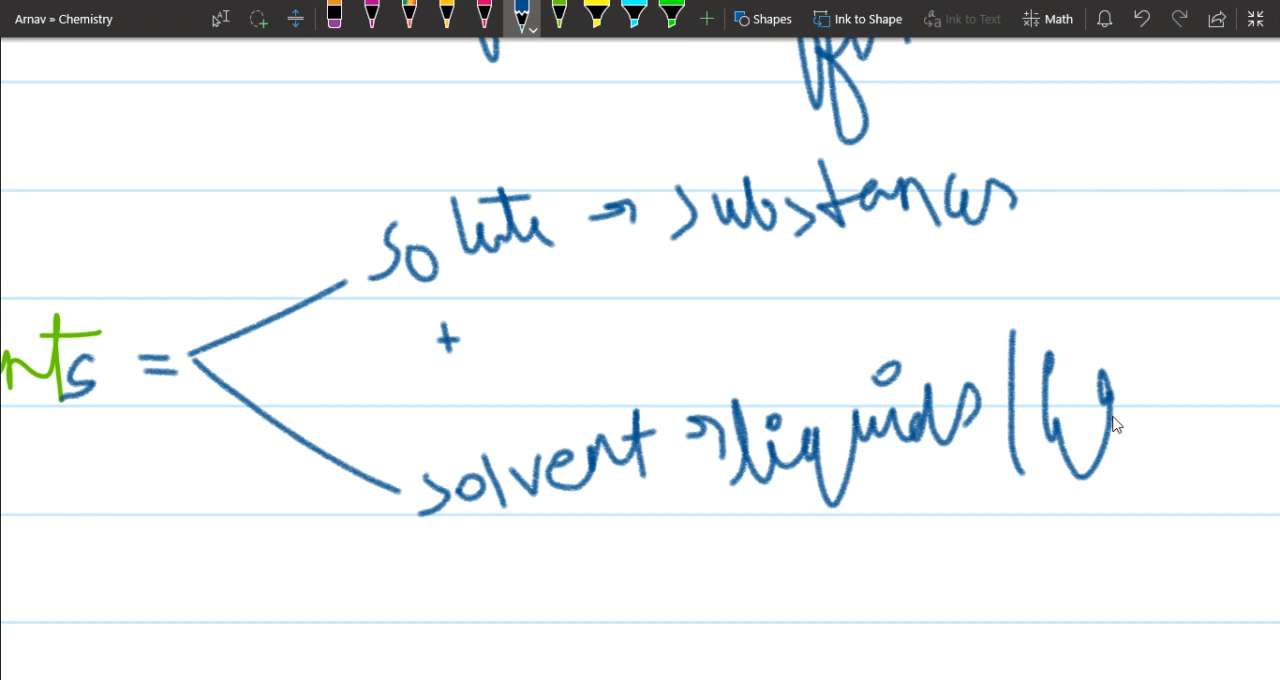 Arnav » Chemistry
Shapes Ink to Shape Ink to Text Math
solute → substances
+
nts =
solvent → liquids /